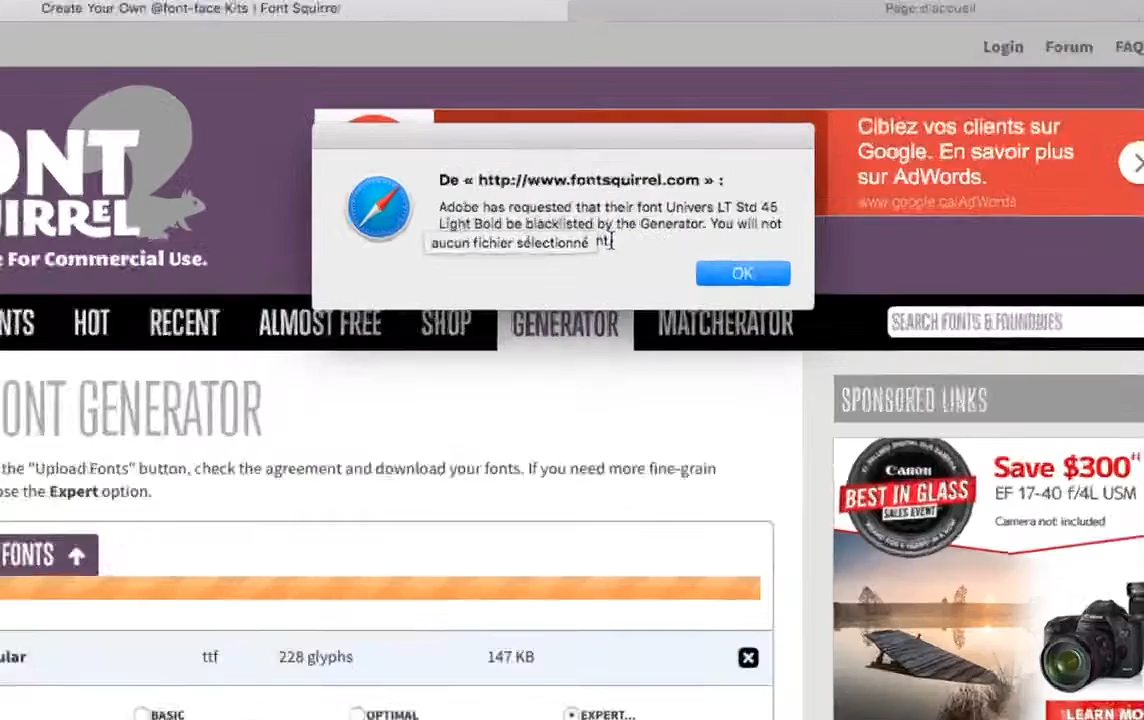 Create Your Own @font-face Kits | Font Squirrel
Page d'accueil
Login
Forum
FAQ
ONT
UIRREL
e For Commercial Use.
De « http://www.fontsquirrel.com » :
Adobe has requested that their font Univers LT Std 45
Light Bold be blacklisted by the Generator. You will not
aucun fichier sélectionné
nt.
OK
Ciblez vos clients sur
Google. En savoir plus
sur AdWords.
www.google.ca/AdWords
NTS
HOT
RECENT
ALMOST FREE
SHOP
GENERATOR
MATCHERATOR
SEARCH FONTS & FOUNDRIES
ONT GENERATOR
the "Upload Fonts" button, check the agreement and download your fonts. If you need more fine-grain
ose the Expert option.
FONTS
ular
ttf
228 glyphs
147 KB
BASIC
OPTIMAL
EXPERT...
SPONSORED LINKS
Canon
BEST IN GLASS
SALES EVENT
Save $300
EF 17-40 f/4L USM
Camera not included
LEARN MO